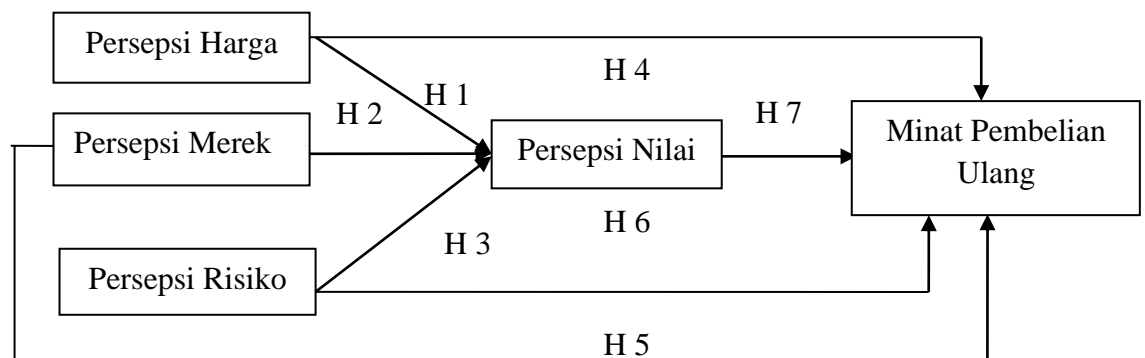 Persepsi Harga
H 4
H 1
H 2
H 7
Persepsi Merek
Persepsi Nilai
Minat Pembelian
Ulang
H 6
H 3
Persepsi Risiko
H 5